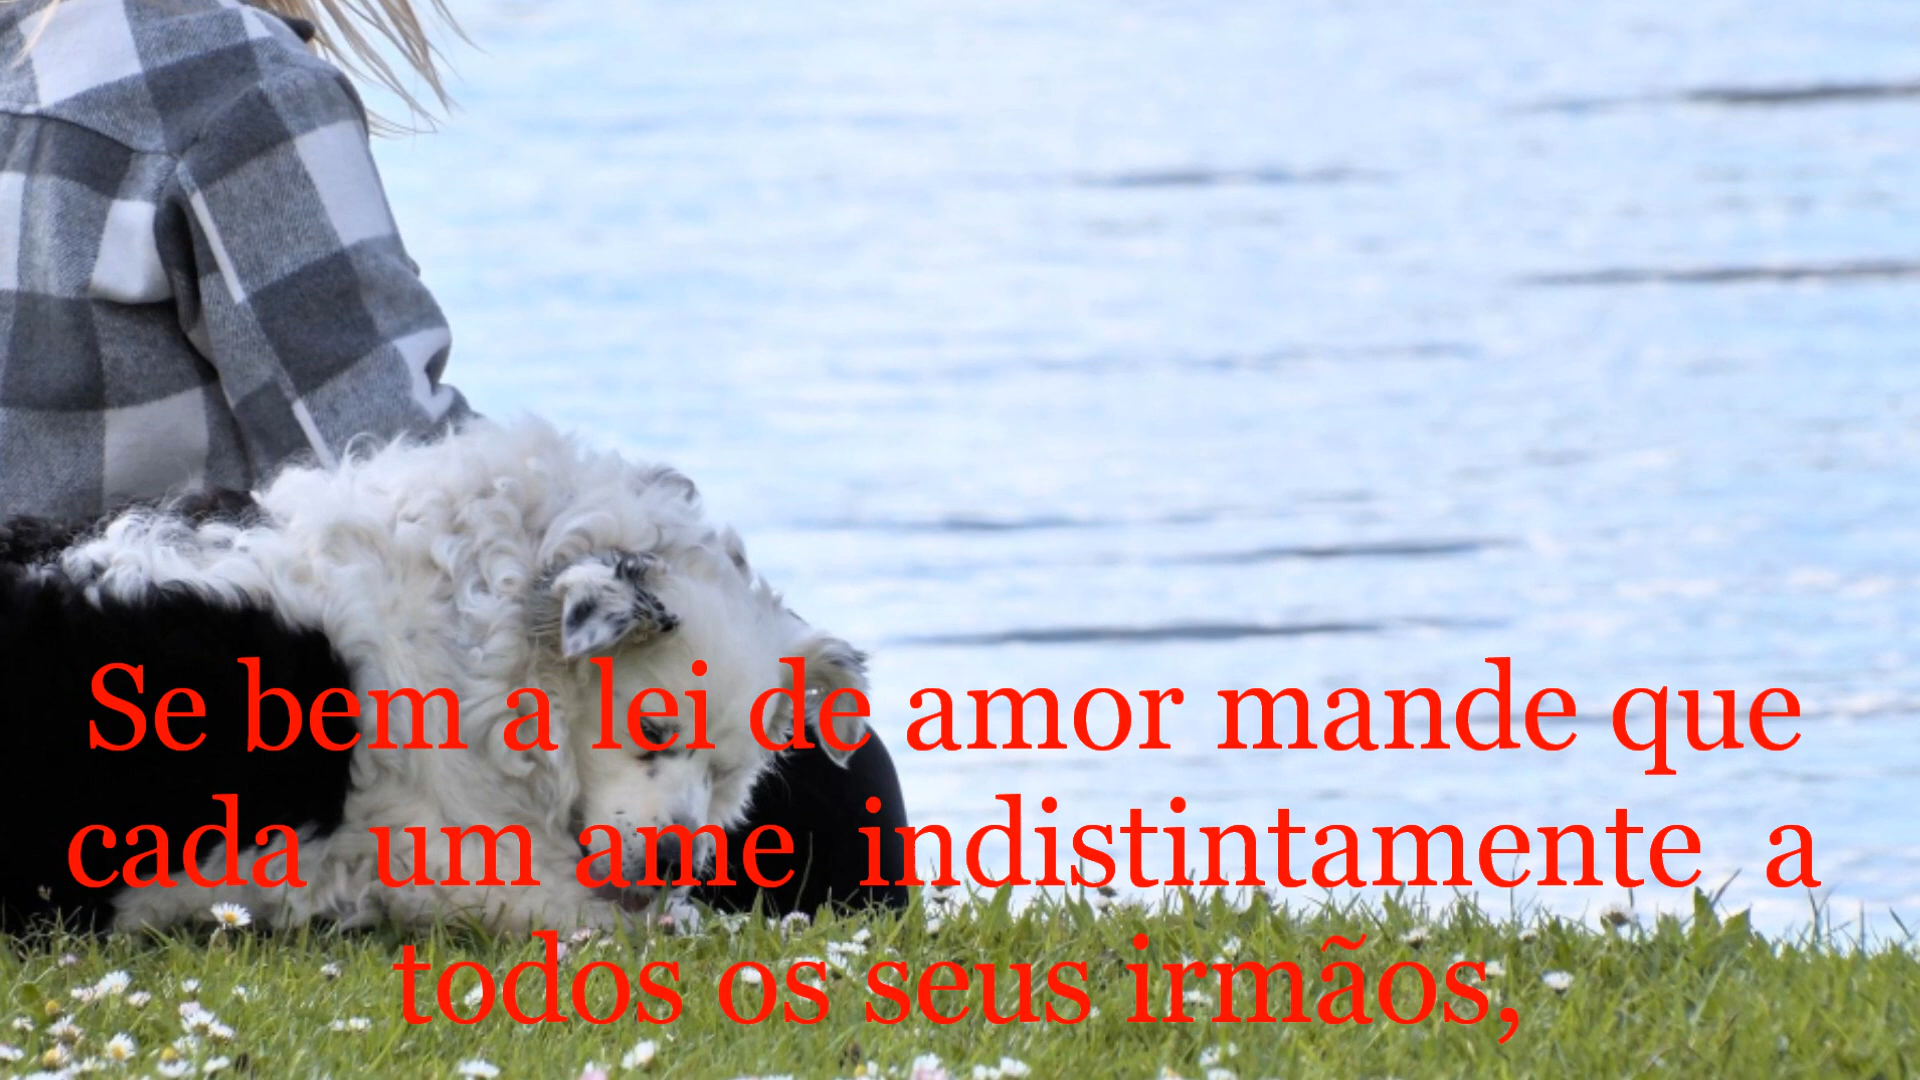 Se bem a lei de amor mande que
cada um ame indistintamente a
todos os seus irmãos,